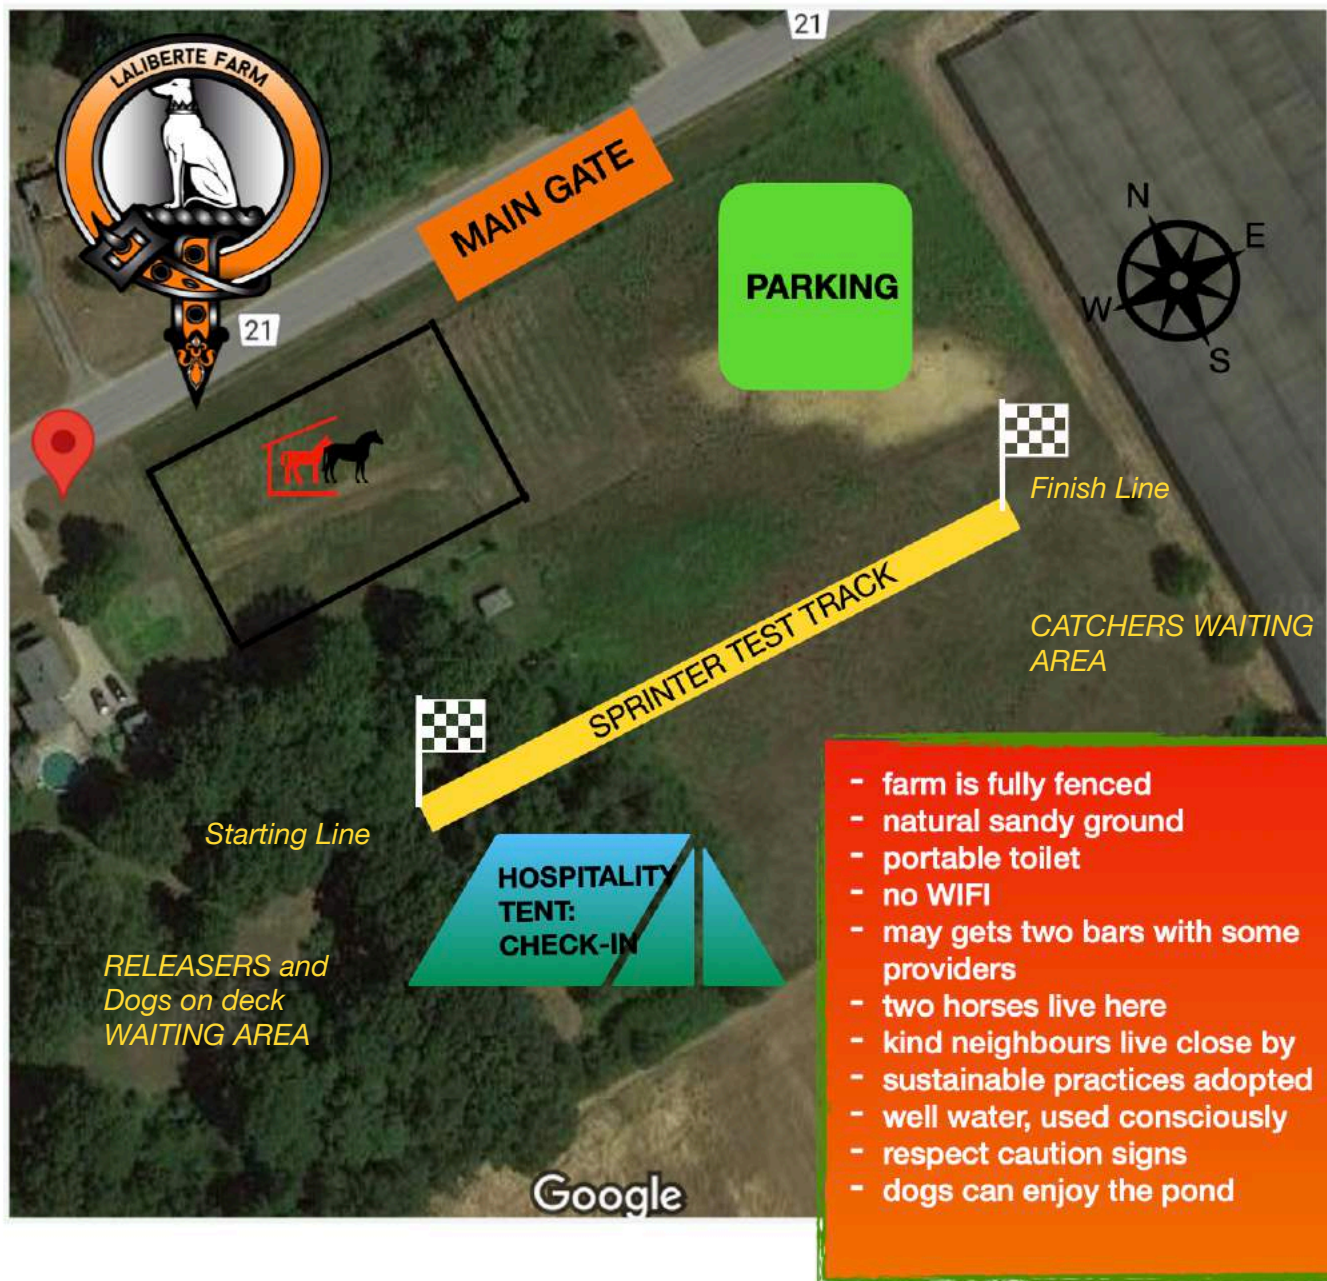 21
LALIBERTE FARM
MAIN GATE
PARKING
N
E
W
S
21
Finish Line
SPRINTER TEST TRACK
CATCHERS WAITING
AREA
Starting Line
HOSPITALITY
TENT:
CHECK-IN
RELEASERS and
Dogs on deck
WAITING AREA
- farm is fully fenced
- natural sandy ground
- portable toilet
- no WIFI
- may gets two bars with some
providers
- two horses live here
- kind neighbours live close by
- sustainable practices adopted
- well water, used consciously
- respect caution signs
- dogs can enjoy the pond
Google